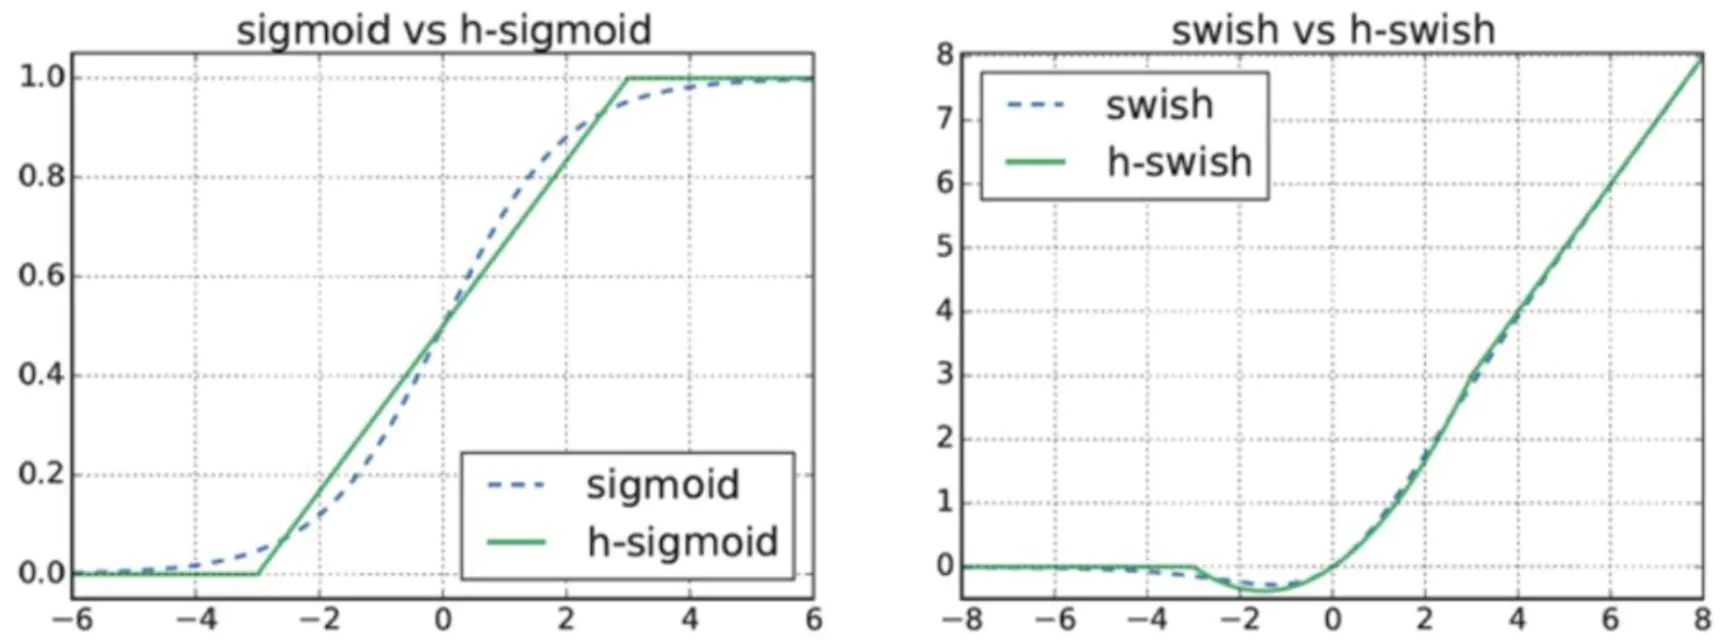 sigmoid vs h-sigmoid
1.0
0.8
0.6
0.4
0.2
0.0
−6 −4 −2 0 2 4 6
sigmoid
h-sigmoid
swish vs h-swish
8
7
6
5
4
3
2
1
0
−8 −6 −4 −2 0 2 4 6 8
swish
h-swish